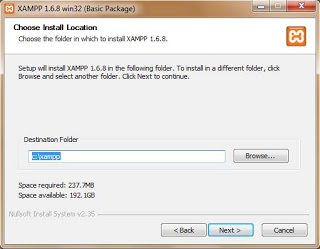 XAMPP 1.6.8 win32 (Basic Package)
Choose Install Location
Choose the folder in which to install XAMPP 1.6.8.
Setup will install XAMPP 1.6.8 in the following folder. To install in a different folder, click
Browse and select another folder. Click Next to continue.
Destination Folder
c:\xampp
Browse...
Space required: 237.7MB
Space available: 192.1GB
Nullsoft Install System v2.35
< Back
Next >
Cancel